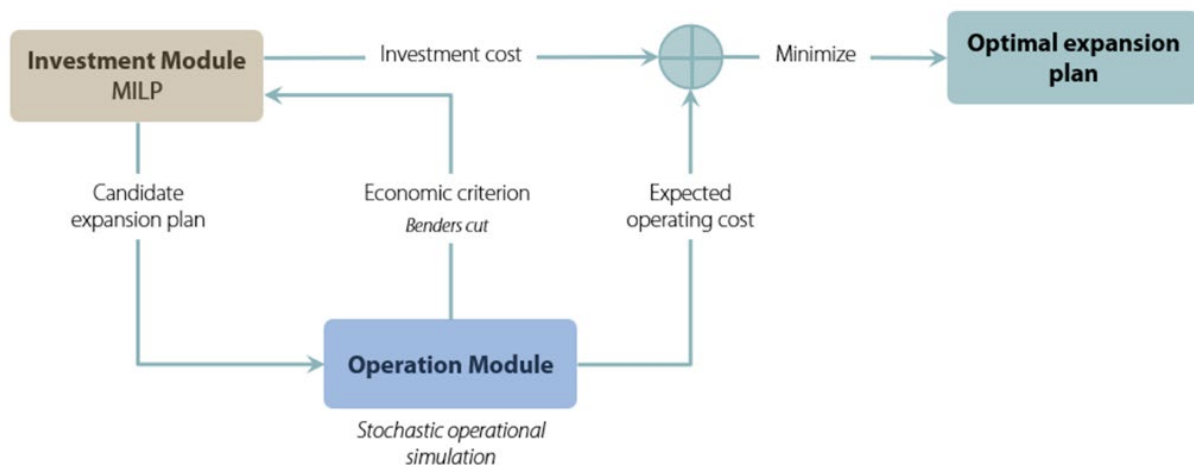 Investment Module
MILP
Investment cost
Minimize
Optimal expansion
plan
Candidate
expansion plan
Economic criterion
Benders cut
Expected
operating cost
Operation Module
Stochastic operational
simulation